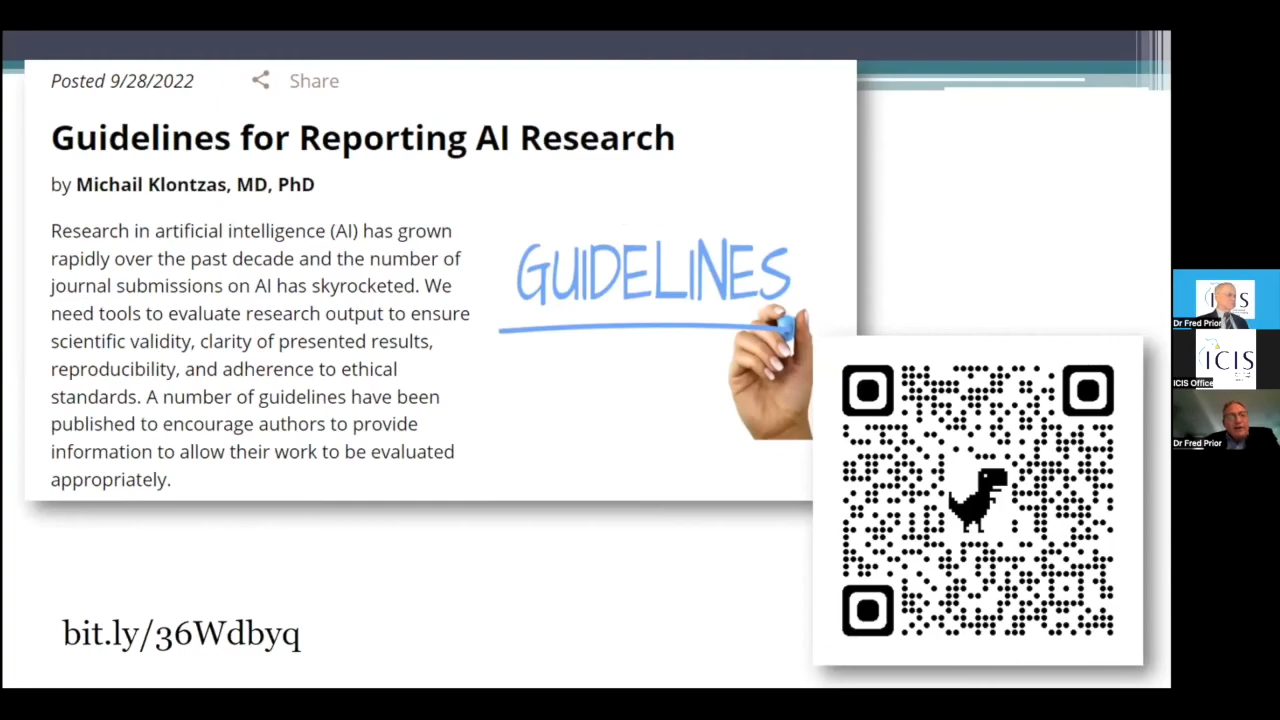 Posted 9/28/2022
Share
Guidelines for Reporting AI Research
by Michail Klontzas, MD, PhD
Research in artificial intelligence (AI) has grown
rapidly over the past decade and the number of
journal submissions on AI has skyrocketed. We
need tools to evaluate research output to ensure
scientific validity, clarity of presented results,
reproducibility, and adherence to ethical
standards. A number of guidelines have been
published to encourage authors to provide
information to allow their work to be evaluated
appropriately.
GUIDELINES
bit.ly/36Wdbyq
Dr Fred Prior
ICIS
ICIS Office
Dr Fred Prior